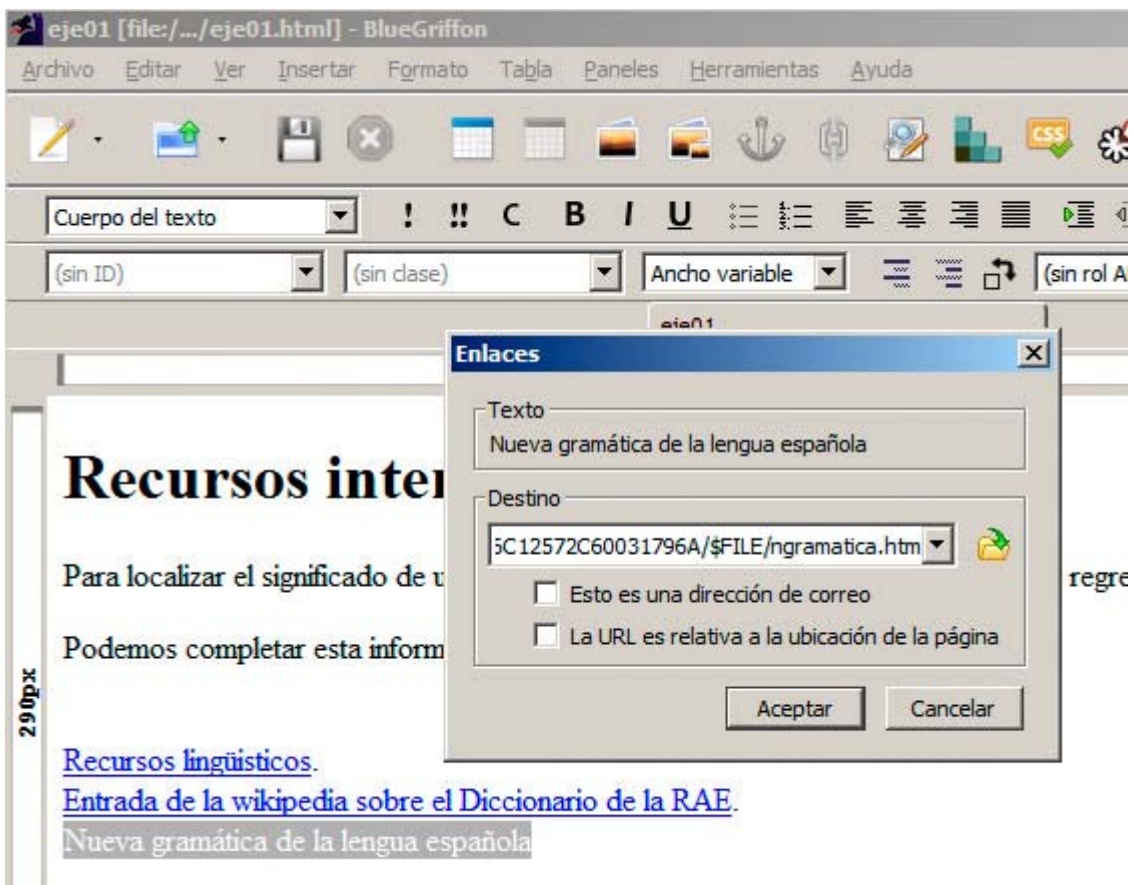 eje01 [file:/.../eje01.html] - BlueGriffon
Archivo Editar Ver Insertar Formato Tabla Paneles Herramientas Ayuda
CSS
Cuerpo del texto ! !! C B I U
(sin ID) (sin clase) Ancho variable (sin rol
eje01
Enlaces
Texto
Nueva gramática de la lengua española
Destino
5C12572C60031796A/$FILE/ngramatica.htm
Esto es una dirección de correo
La URL es relativa a la ubicación de la página
Aceptar Cancelar
290px
Recursos
Para localizar el significado de
Podemos completar esta
Recursos lingüisticos.
Entrada de la wikipedia sobre el Diccionario de la RAE.
Nueva gramática de la lengua española